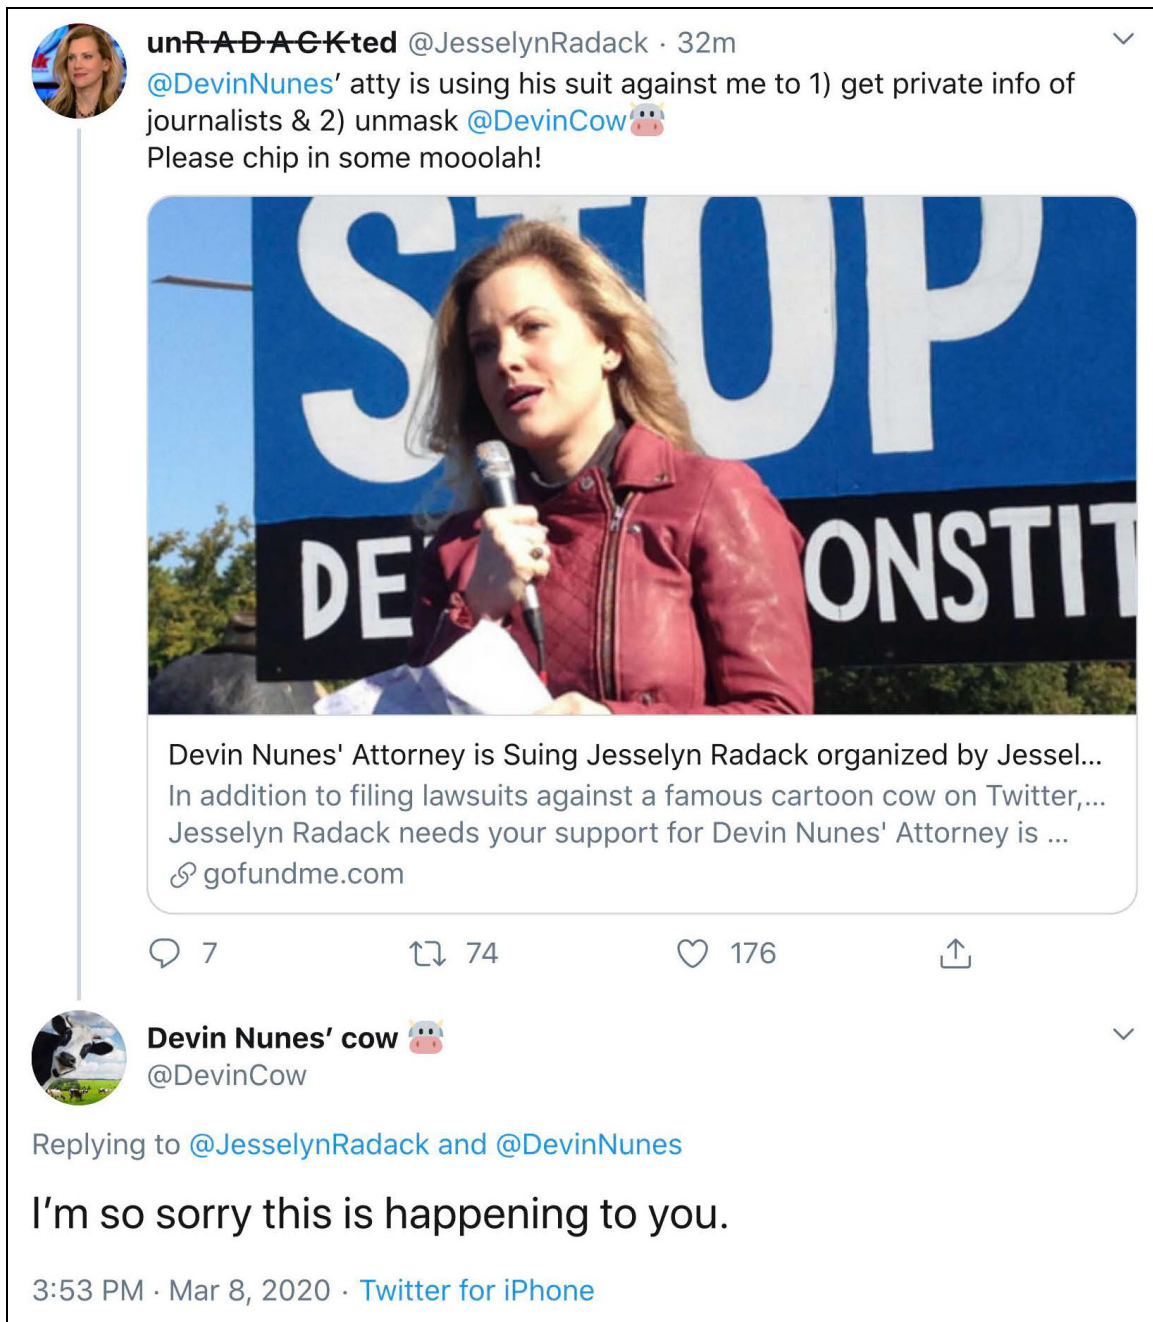 unRADACKted @JesselynRadack · 32m
@DevinNunes’ atty is using his suit against me to 1) get private info of
journalists & 2) unmask @DevinCow🐮
Please chip in some mooolah!
STOP
DE ONSTIT
Devin Nunes' Attorney is Suing Jesselyn Radack organized by Jessel...
In addition to filing lawsuits against a famous cartoon cow on Twitter,...
Jesselyn Radack needs your support for Devin Nunes' Attorney is ...
gofundme.com
7 74 176
Devin Nunes’ cow 🐮
@DevinCow
Replying to @JesselynRadack and @DevinNunes
I’m so sorry this is happening to you.
3:53 PM · Mar 8, 2020 · Twitter for iPhone